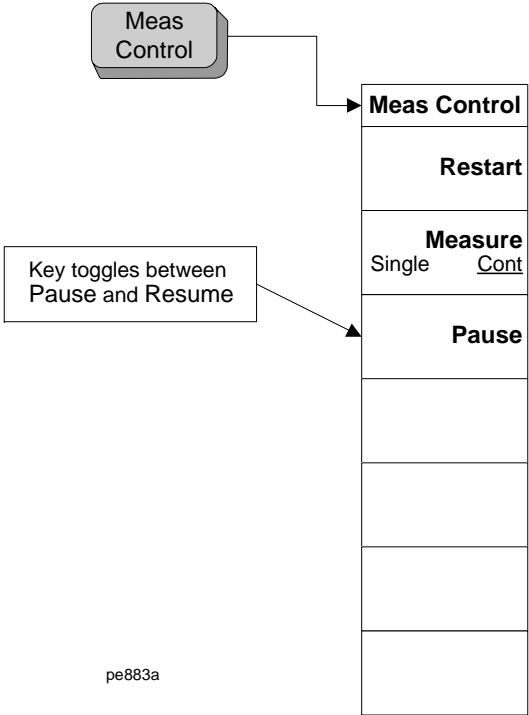 Meas
Control
Meas Control
Restart
Measure
Single Cont
Key toggles between
Pause and Resume
Pause
pe883a